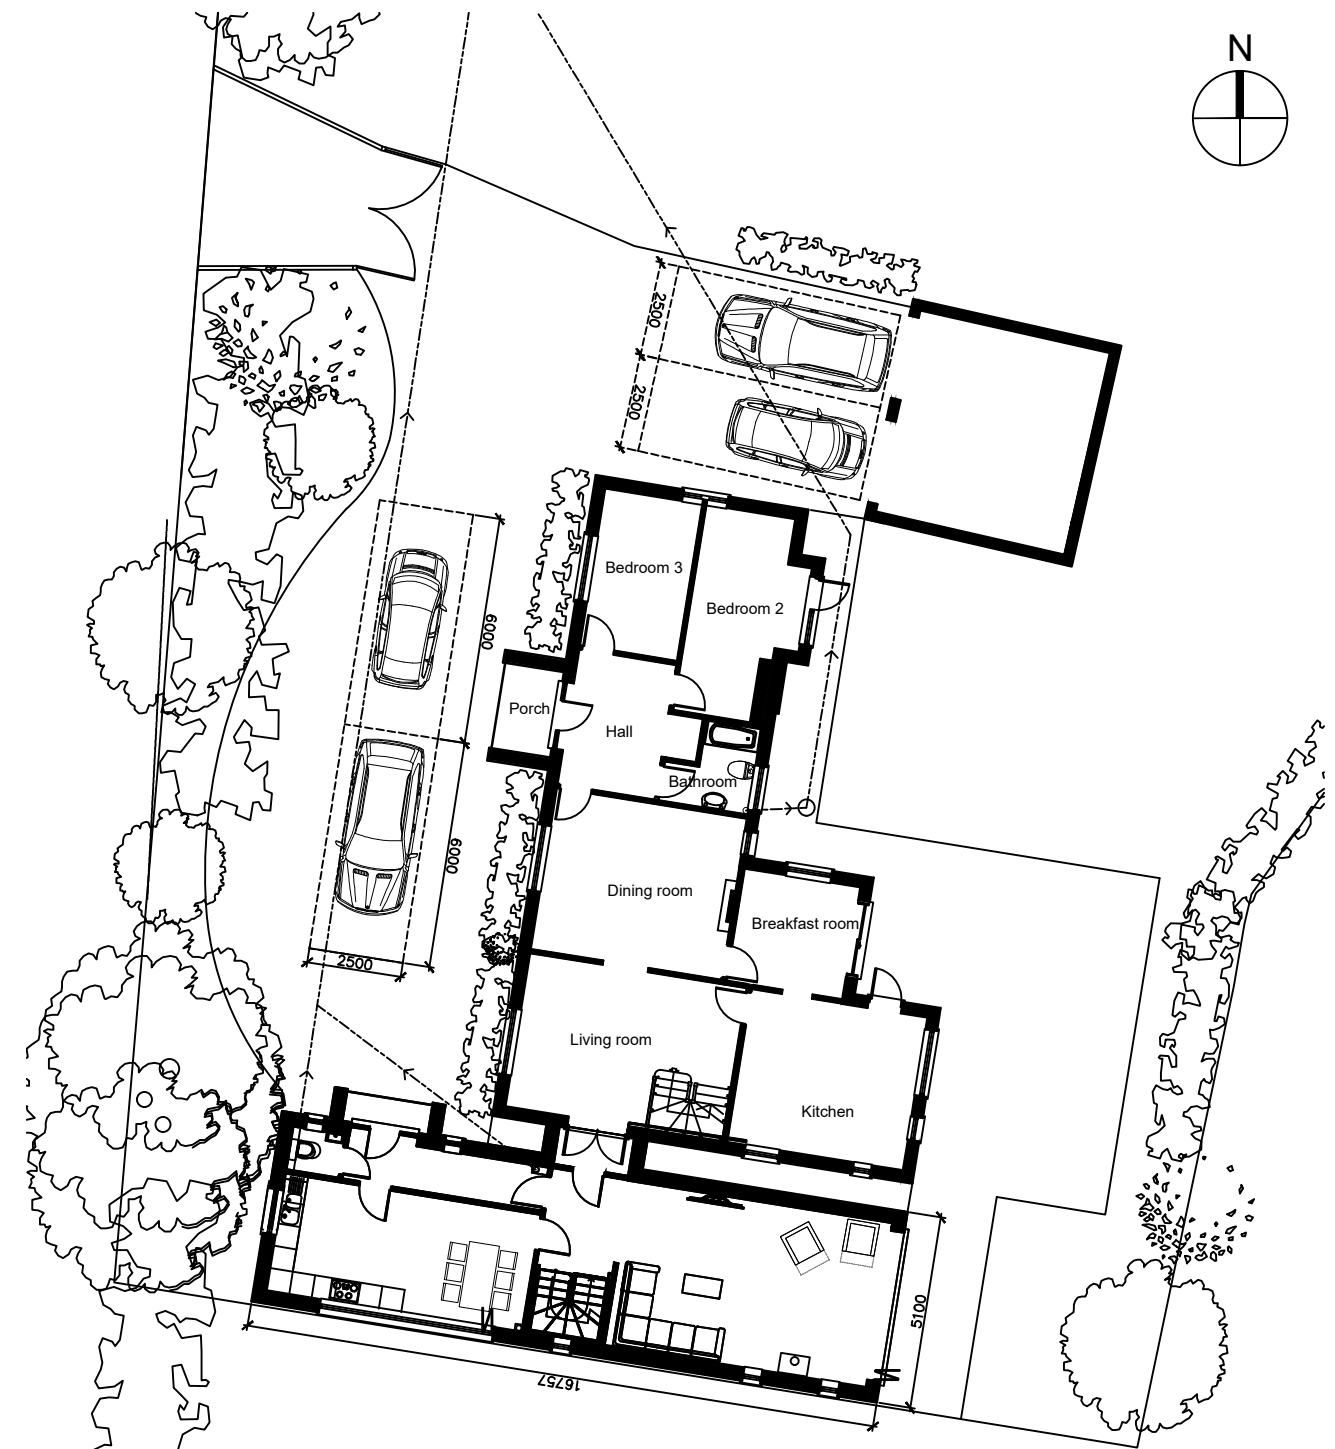 N
2500
2500
Bedroom 3
Bedroom 2
6000
Porch
Hall
Bathroom
6000
Dining room
Breakfast room
2500
Living room
Kitchen
5100
16757